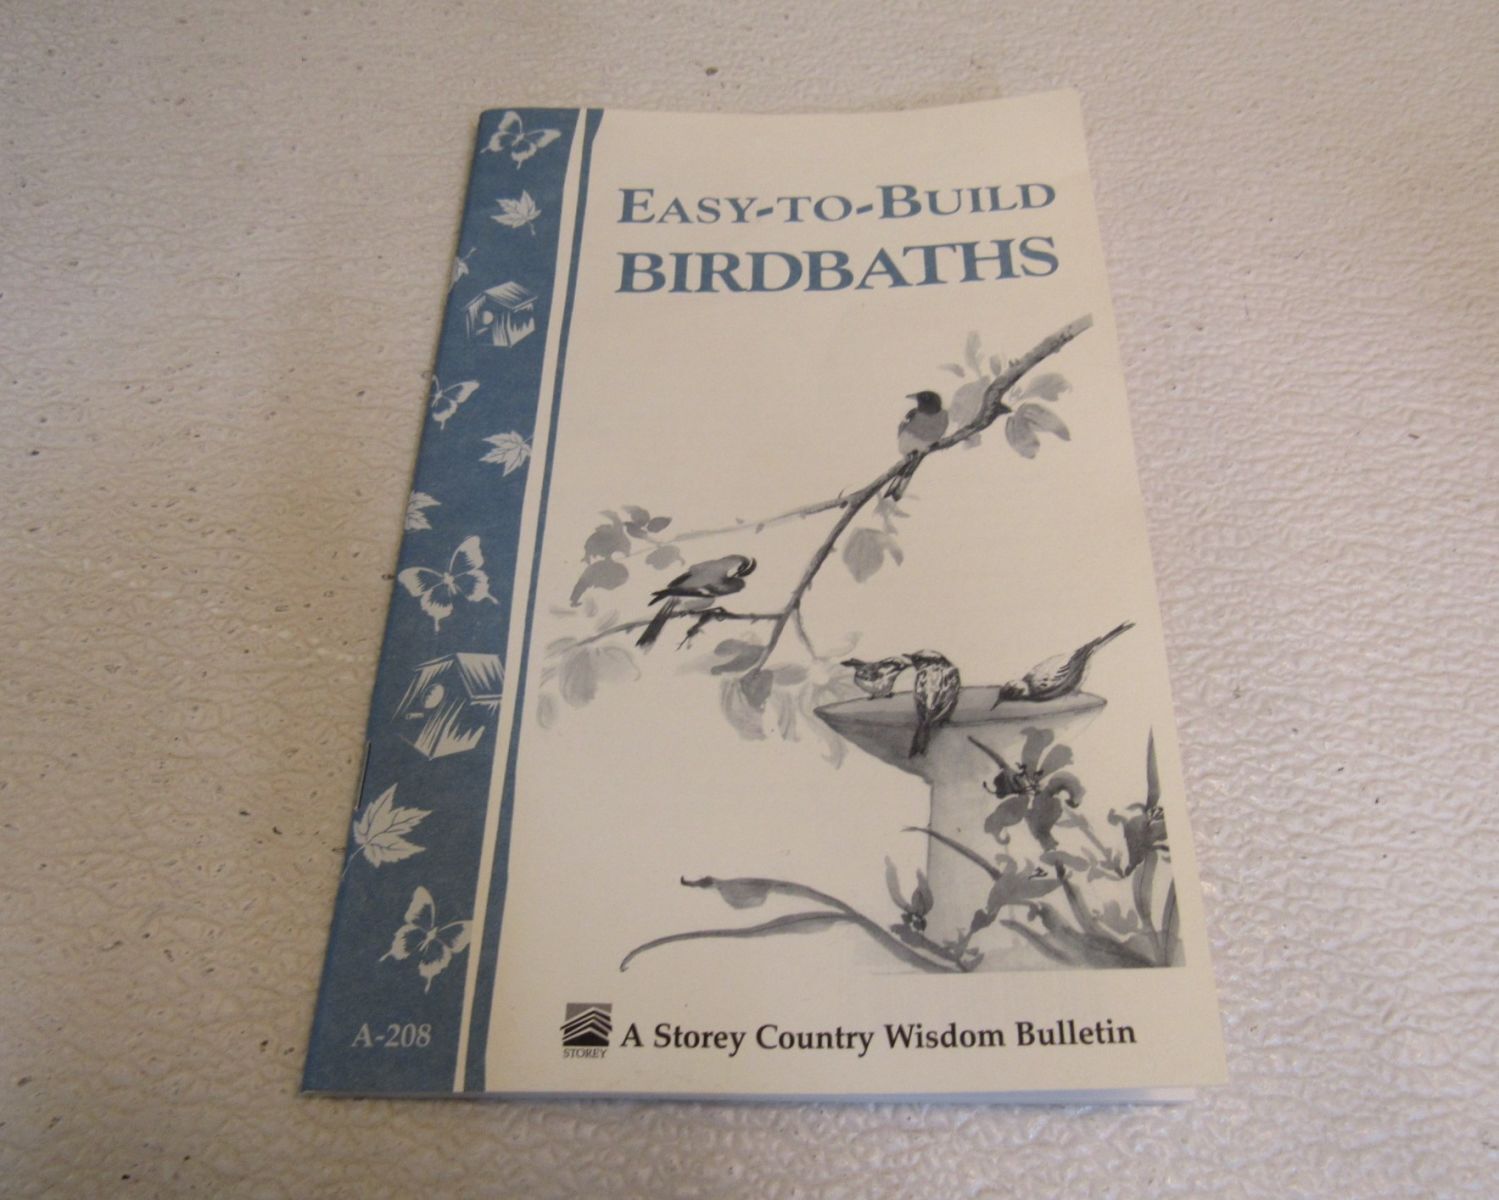 EASY-TO-BUILD
BIRDBATHS
A-208
STOREY
A Storey Country Wisdom Bulletin